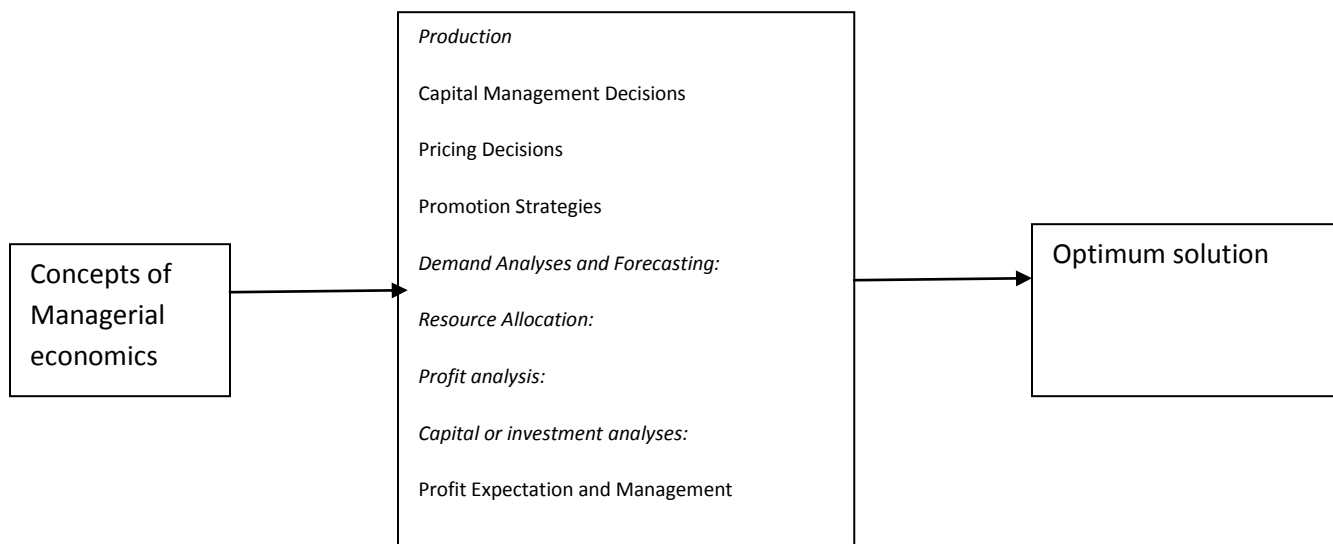 Concepts of
Managerial
economics
Production
Capital Management Decisions
Pricing Decisions
Promotion Strategies
Demand Analyses and Forecasting:
Resource Allocation:
Profit analysis:
Capital or investment analyses:
Profit Expectation and Management
Optimum solution